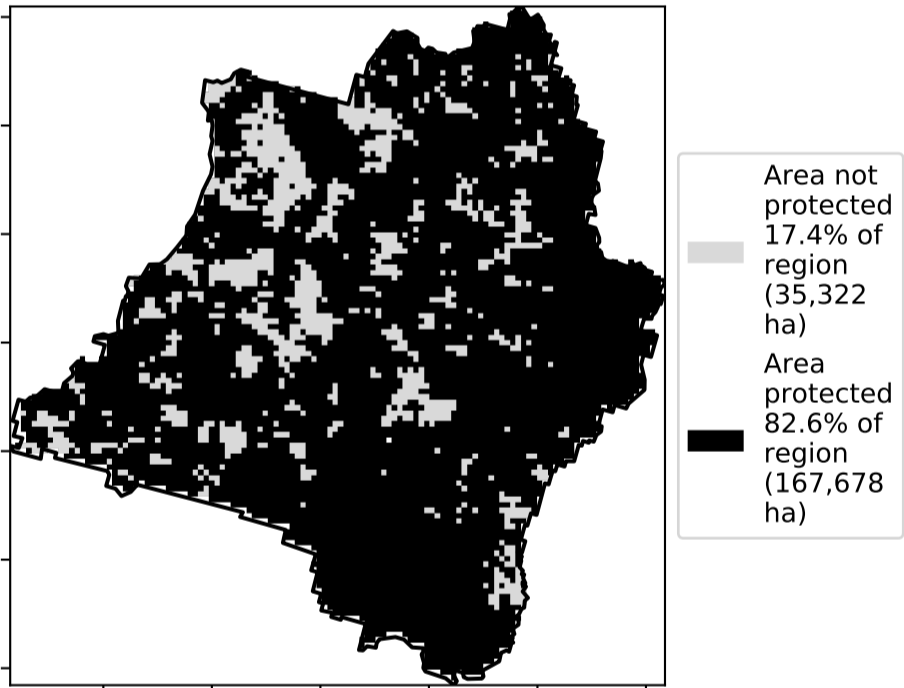 Area not
protected
17.4% of
region
(35,322
ha)
Area
protected
82.6% of
region
(167,678
ha)